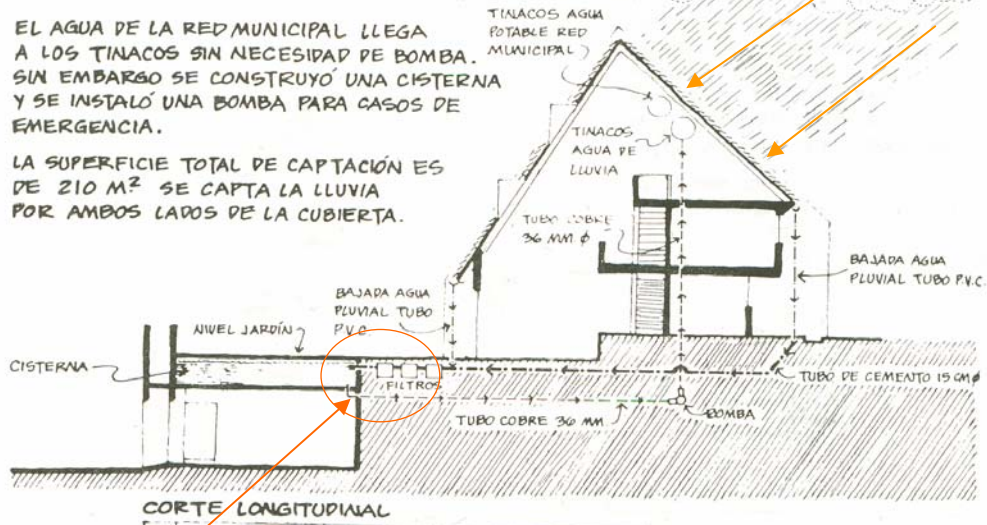 EL AGUA DE LA RED MUNICIPAL LLEGA
A LOS TINACOS SIN NECESIDAD DE BOMBA.
SIN EMBARGO SE CONSTRUYÓ UNA CISTERNA
Y SE INSTALÓ UNA BOMBA PARA CASOS DE
EMERGENCIA.
LA SUPERFICIE TOTAL DE CAPTACIÓN ES
DE 210 M² SE CAPTA LA LLUVIA
POR AMBOS LADOS DE LA CUBIERTA.
TINACOS AGUA
POTABLE RED
MUNICIPAL
TINACOS
AGUA DE
LLUVIA
TUBO COBRE
36 MM ϕ
BAJADA AGUA
PLUVIAL TUBO P.V.C.
BAJADA AGUA
PLUVIAL TUBO
P.V.C.
NIVEL JARDÍN
CISTERNA
FILTROS
TUBO DE CEMENTO 15 CM ϕ
TUBO COBRE 36 MM
BOMBA
CORTE LONGITUDINAL